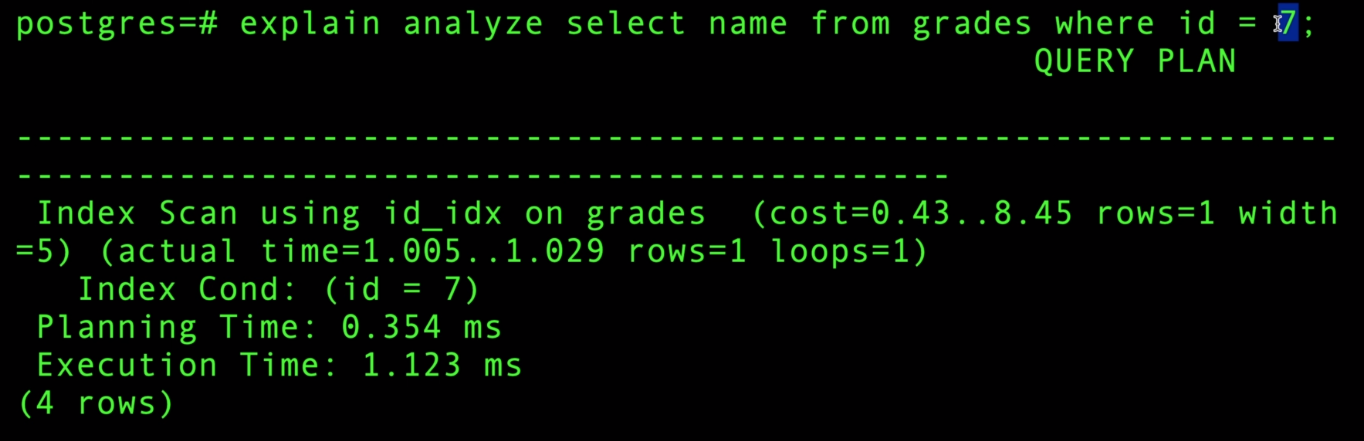 postgres=# explain analyze select name from grades where id = 7;
QUERY PLAN
------------------------------------------------------------------
-----------------------------------------------
Index Scan using id_idx on grades  (cost=0.43..8.45 rows=1 width
=5) (actual time=1.005..1.029 rows=1 loops=1)
Index Cond: (id = 7)
Planning Time: 0.354 ms
Execution Time: 1.123 ms
(4 rows)